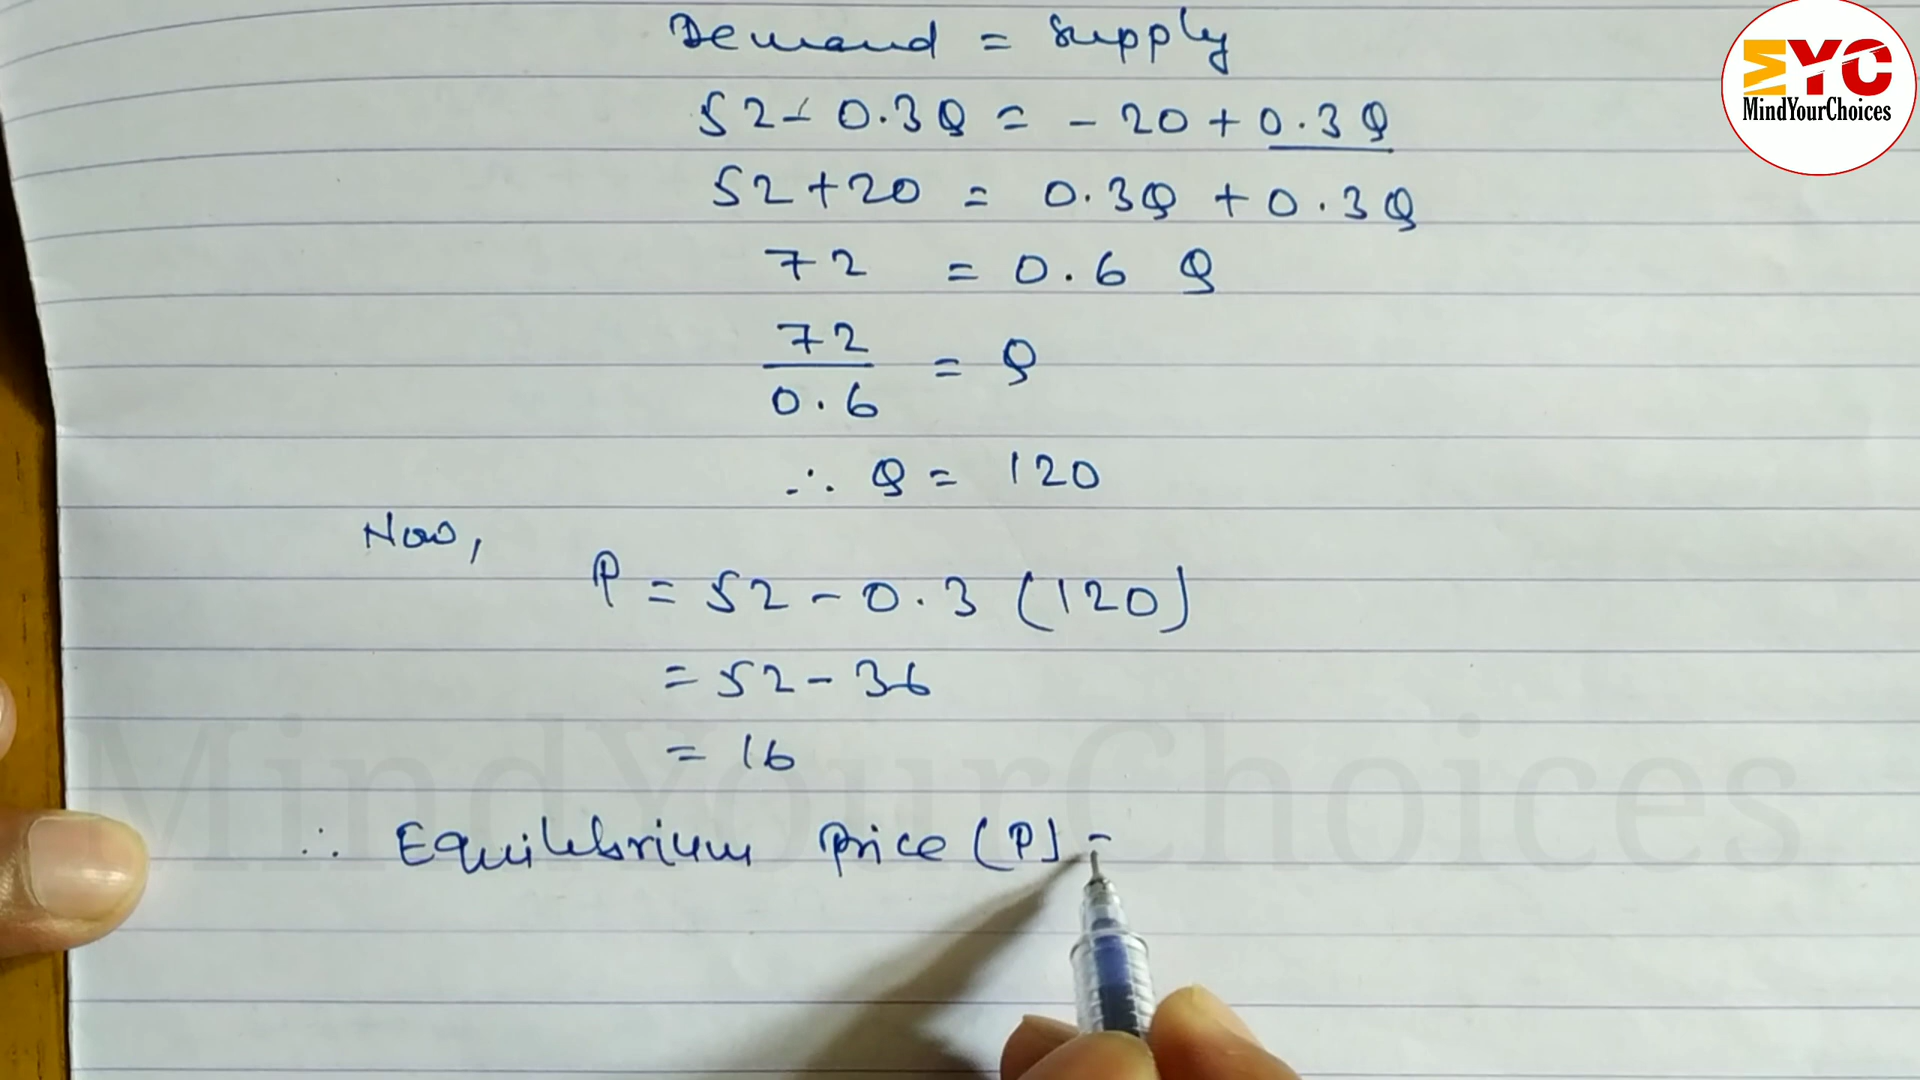 Demand = Supply
52 - 0.3Q = - 20 + 0.3Q
52 + 20 = 0.3Q + 0.3Q
72 = 0.6 Q
72
0.6
= Q
∴ Q = 120
Now,
P = 52 - 0.3 (120)
= 52 - 36
= 16
∴ Equilibrium Price (P) =
MYC
MindYourChoices
MindYourChoices